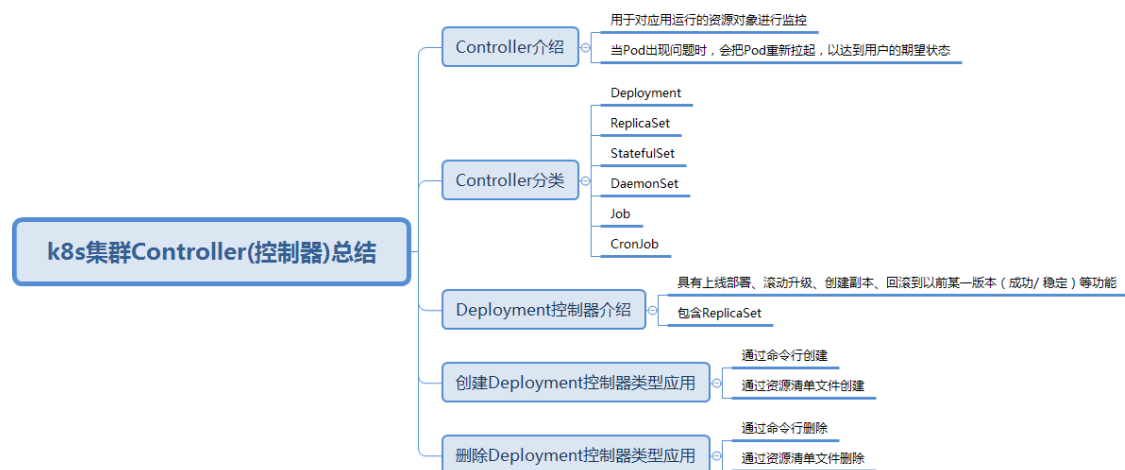 k8s集群Controller(控制器)总结
Controller介绍
用于对应用运行的资源对象进行监控
当Pod出现问题时，会把Pod重新拉起，以达到用户的期望状态
Controller分类
Deployment
ReplicaSet
StatefulSet
DaemonSet
Job
CronJob
Deployment控制器介绍
具有上线部署、滚动升级、创建副本、回滚到以前某一版本（成功/ 稳定）等功能
包含ReplicaSet
创建Deployment控制器类型应用
通过命令行创建
通过资源清单文件创建
删除Deployment控制器类型应用
通过命令行删除
通过资源清单文件删除